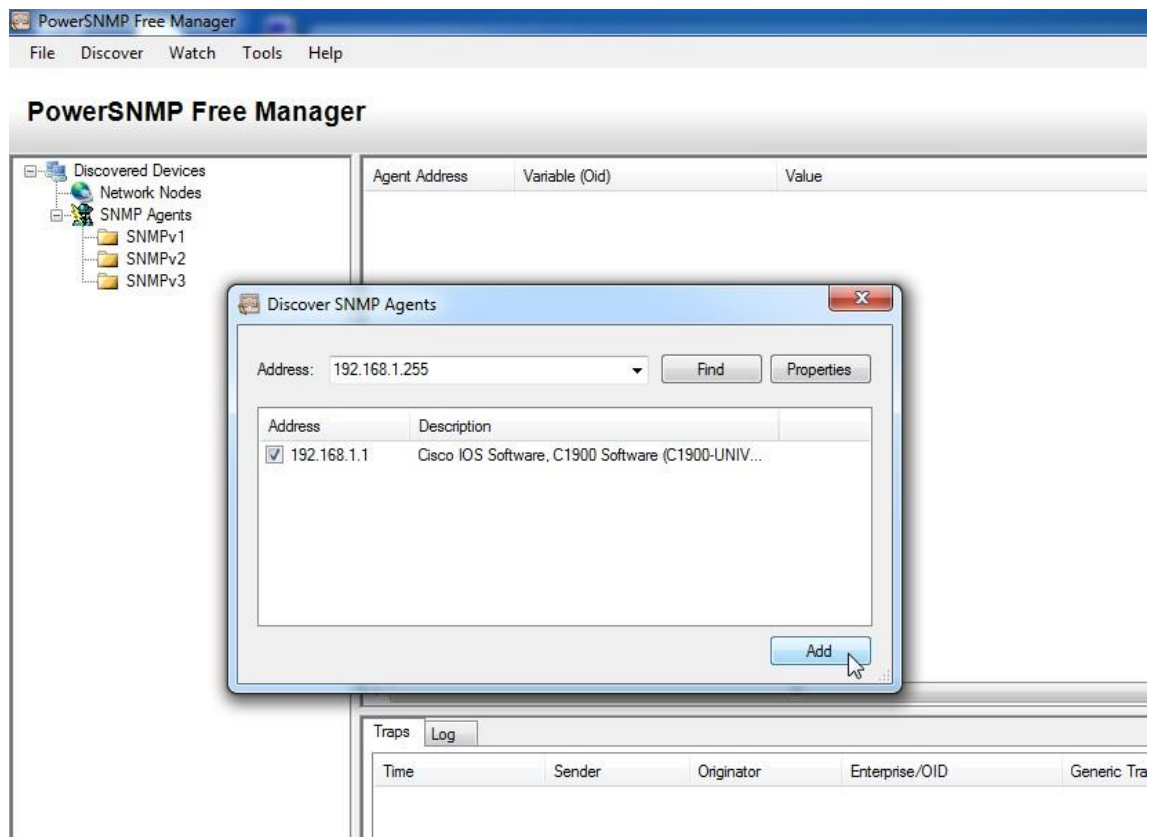 PowerSNMP Free Manager
File Discover Watch Tools Help
PowerSNMP Free Manager
Discovered Devices
Network Nodes
SNMP Agents
SNMPv1
SNMPv2
SNMPv3
Agent Address Variable (Oid) Value
Discover SNMP Agents
Address: 192.168.1.255 Find Properties
Address Description
192.168.1.1 Cisco IOS Software, C1900 Software (C1900-UNIV...
Add
Traps Log
Time Sender Originator Enterprise/OID Generic Tra